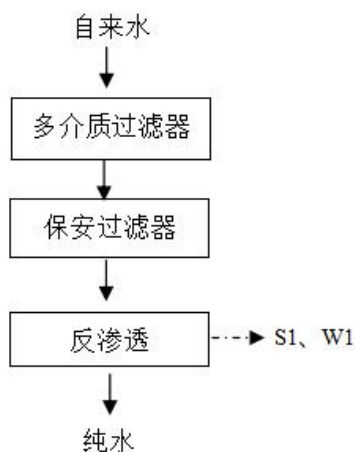 自来水
多介质过滤器
保安过滤器
反渗透
S1、W1
纯水